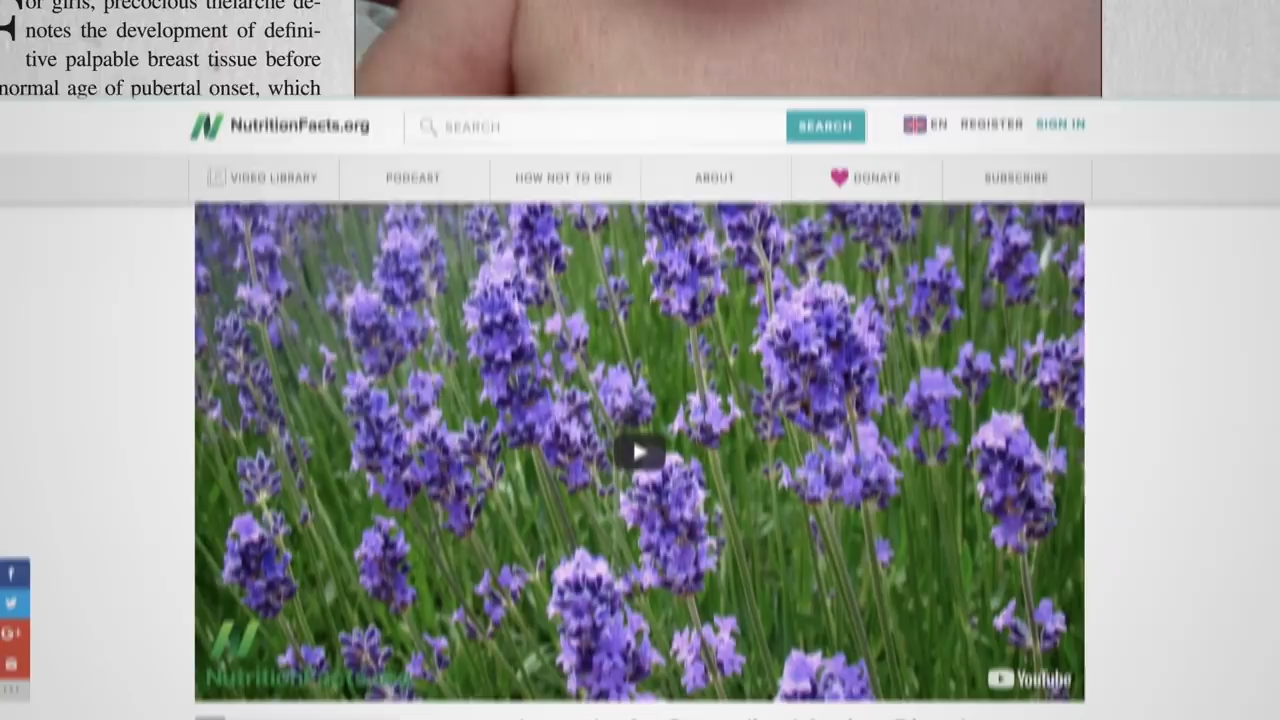 For girls, precocious thelarche de-
notes the development of defini-
tive palpable breast tissue before
normal age of pubertal onset, which
NutritionFacts.org
SEARCH
SEARCH
EN
REGISTER
SIGN IN
VIDEO LIBRARY
PODCAST
HOW NOT TO DIE
ABOUT
DONATE
SUBSCRIBE
f
G+
NutritionFacts.org
YouTube